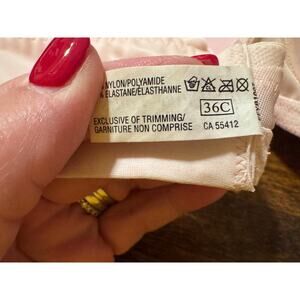 NYLON/POLYAMIDE
ELASTANE/ELASTHANNE
36C
EXCLUSIVE OF TRIMMING/
GARNITURE NON COMPRISE
CA 55412